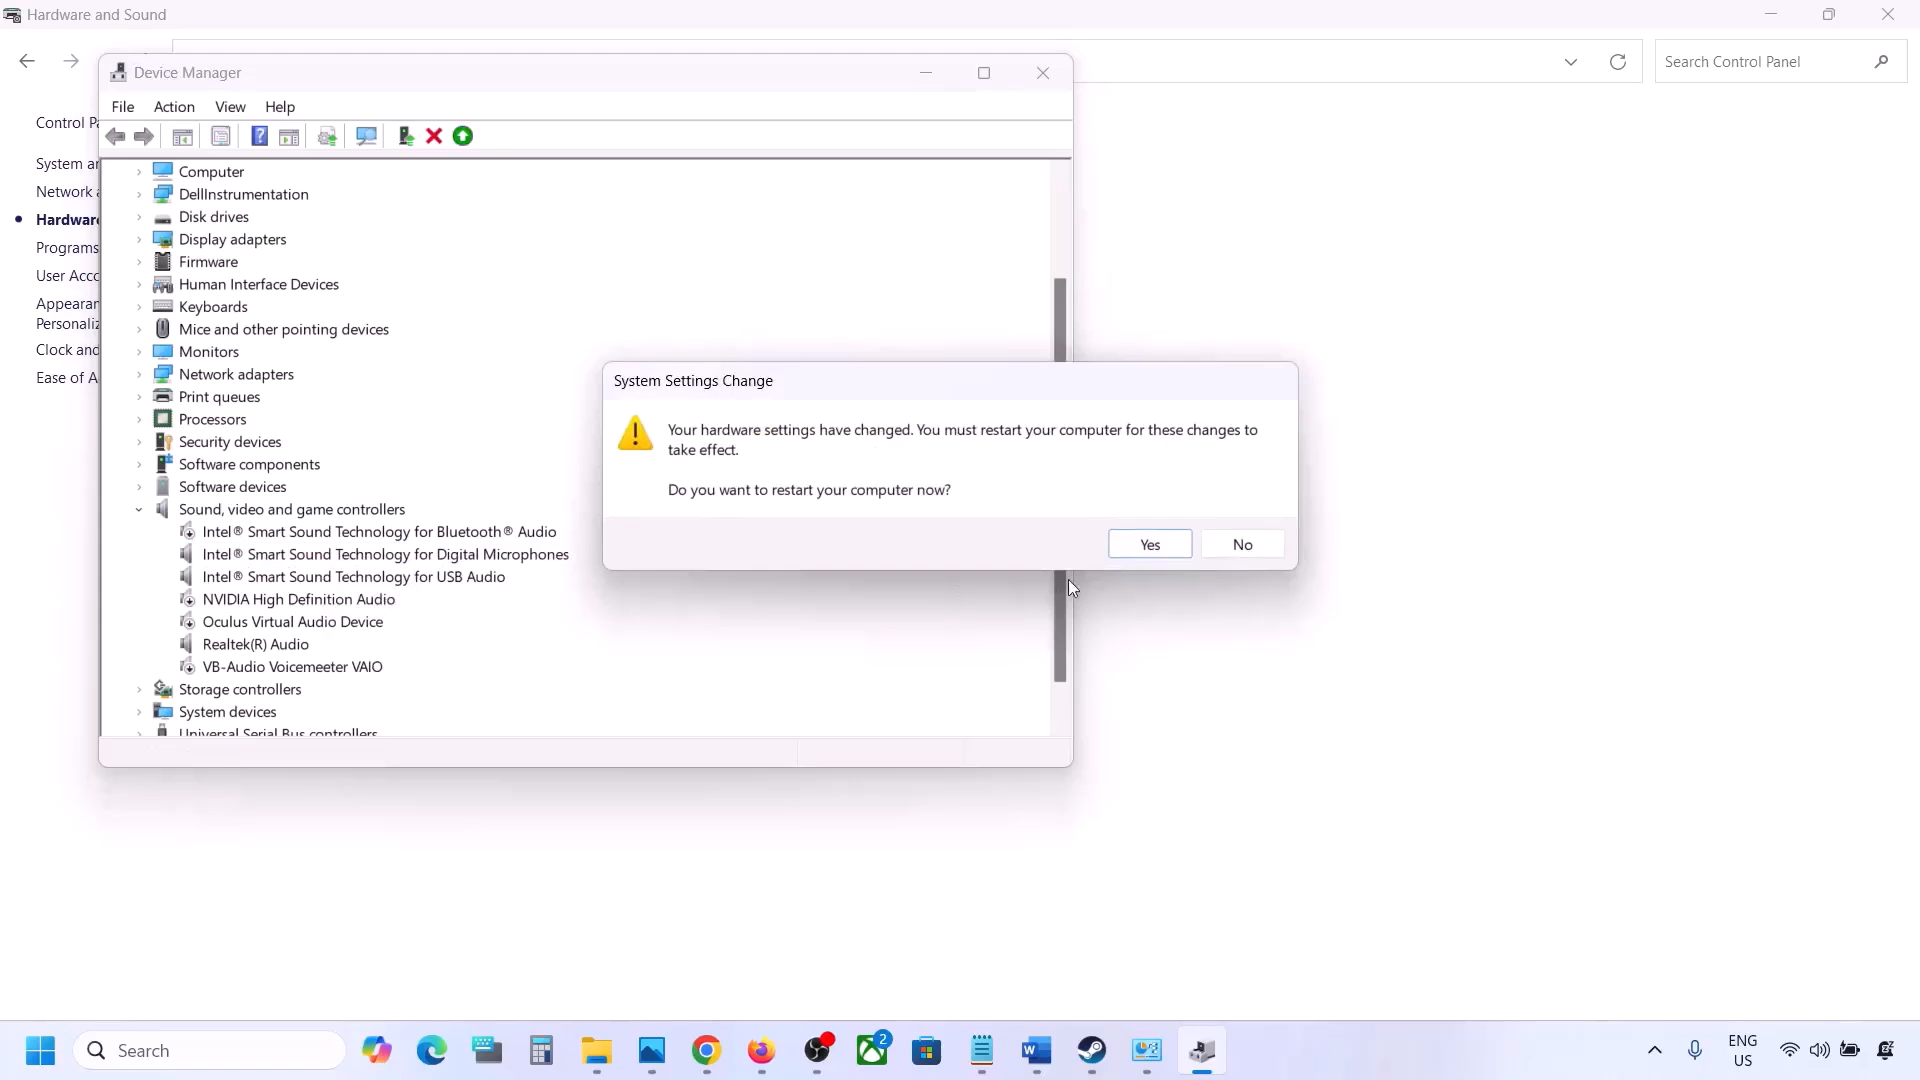 Hardware and Sound
Search Control Panel
Device Manager
File Action View Help
Control Pa
System an
Network a
Hardware
Programs
User Acco
Appearan
Personaliz
Clock and
Ease of A
Computer
DellInstrumentation
Disk drives
Display adapters
Firmware
Human Interface Devices
Keyboards
Mice and other pointing devices
Monitors
Network adapters
Print queues
Processors
Security devices
Software components
Software devices
Sound, video and game controllers
Intel® Smart Sound Technology for Bluetooth® Audio
Intel® Smart Sound Technology for Digital Microphones
Intel® Smart Sound Technology for USB Audio
NVIDIA High Definition Audio
Oculus Virtual Audio Device
Realtek(R) Audio
VB-Audio Voicemeeter VAIO
Storage controllers
System devices
Universal Serial Bus controllers
System Settings Change
Your hardware settings have changed. You must restart your computer for these changes to
take effect.
Do you want to restart your computer now?
Yes No
Search
2
ENG
US